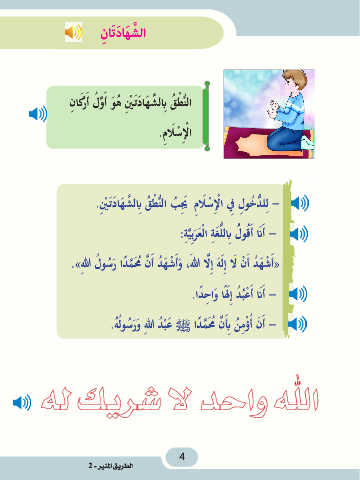 الشَّهَادَتَانِ
النُّطْقُ بِالشَّهَادَتَيْنِ هُوَ أَوَّلُ أَرْكَانِ
الْإِسْلَامِ.
– لِلدُّخُولِ فِي الْإِسْلَامِ يَجِبُ النُّطْقُ بِالشَّهَادَتَيْنِ.
– أَنَا أَقُولُ بِاللُّغَةِ الْعَرَبِيَّةِ:
«أَشْهَدُ أَنْ لَا إِلَهَ إِلَّا اللهُ، وَأَشْهَدُ أَنَّ مُحَمَّدًا رَسُولُ اللهِ».
– أَنَا أَعْبُدُ إِلَهًا وَاحِدًا.
– أَنَ أُؤْمِنُ بِأَنَّ مُحَمَّدًا ﷺ عَبْدُ اللهِ وَرَسُولُهُ.
الله واحد لا شريك له
4
الطريق المنير - 2